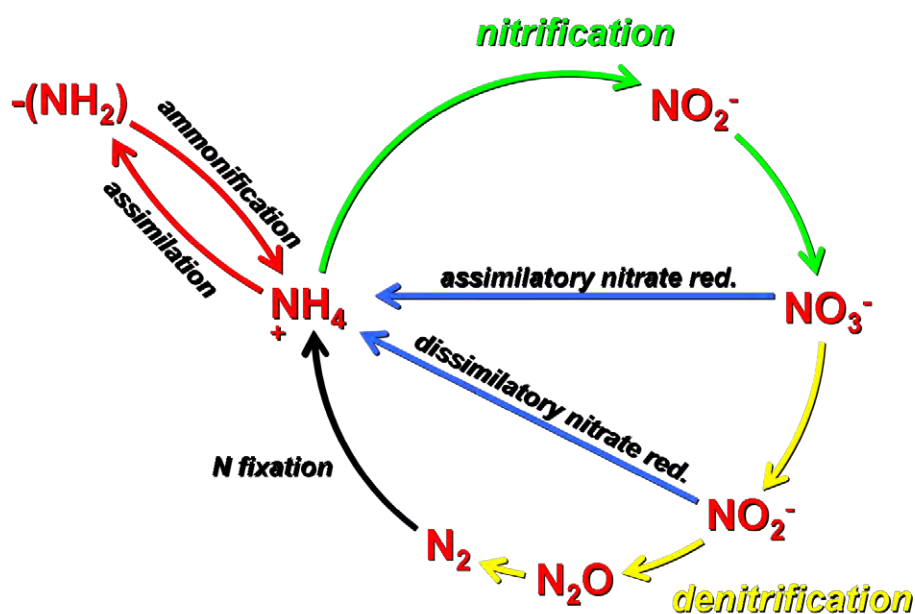 nitrification
-(NH₂)
NO₂⁻
ammonification
assimilation
assimilatory nitrate red.
NH₄
+
NO₃⁻
dissimilatory nitrate red.
N fixation
NO₂⁻
N₂
N₂O
denitrification